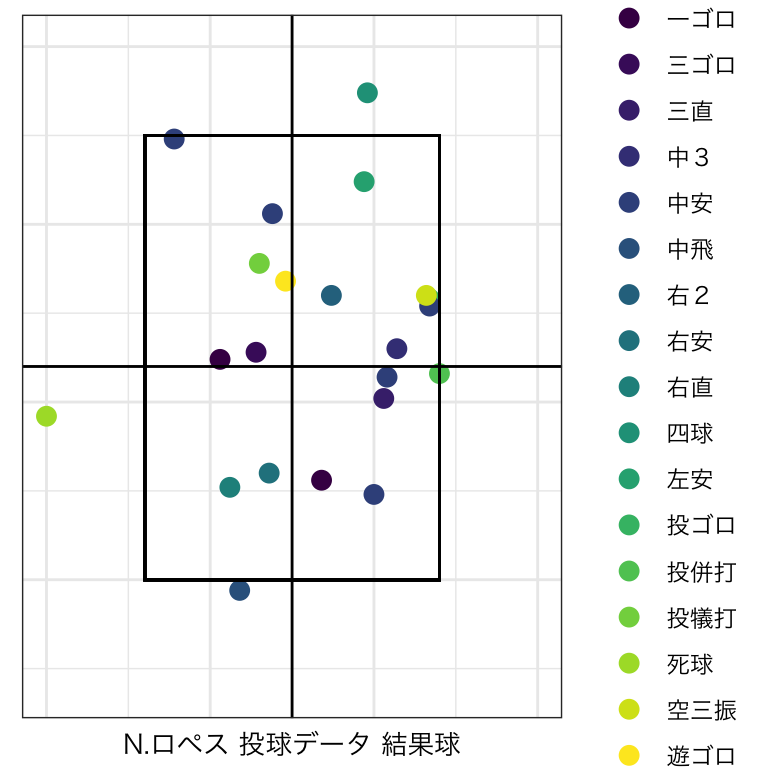 一ゴロ
三ゴロ
三直
中３
中安
中飛
右２
右安
右直
四球
左安
投ゴロ
投併打
投犠打
死球
空三振
遊ゴロ
N.ロペス 投球データ 結果球